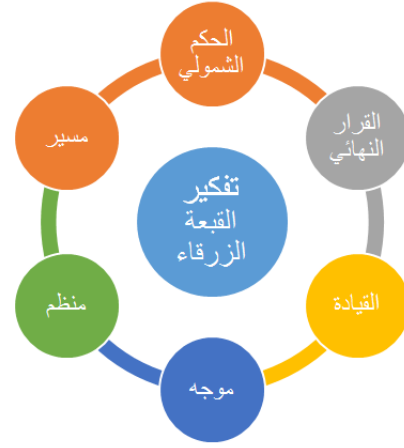 الحكم
الشمولي
القرار
النهائي
القيادة
موجه
منظم
مسير
تفكير
القبعة
الزرقاء